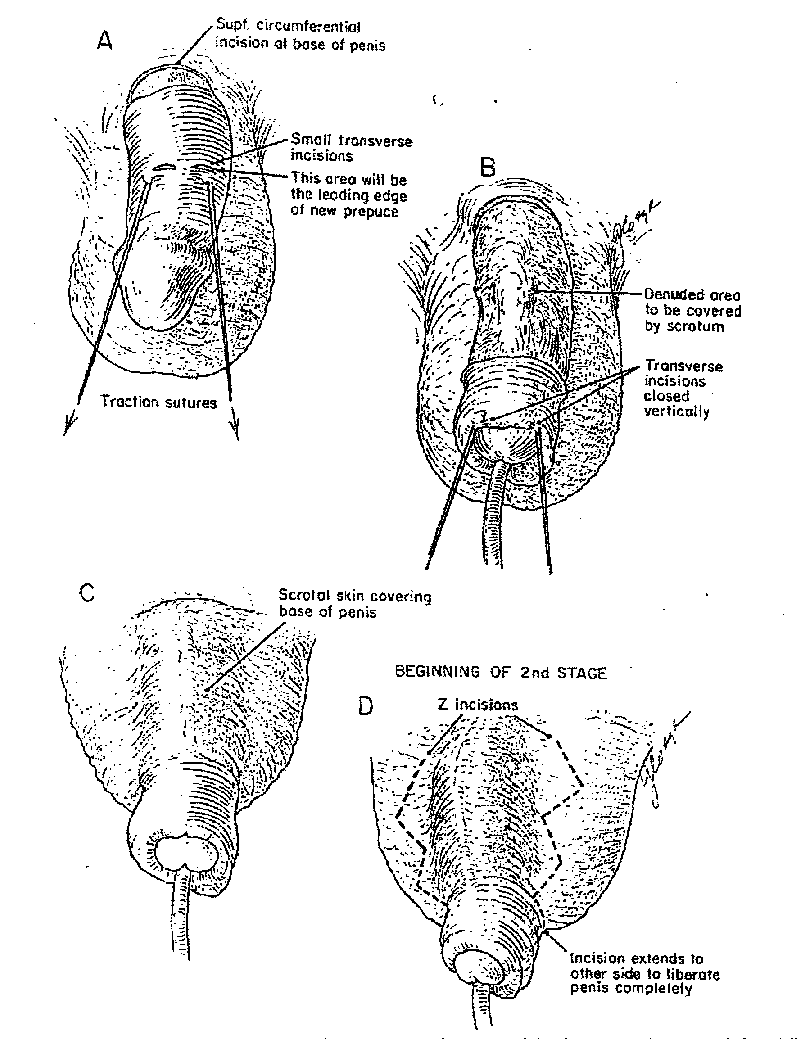 A
Supf. circumferential
incision at base of penis
Small transverse
incisions
This area will be
the leading edge
of new prepuce
Traction sutures
B
Denuded area
to be covered
by scrotum
Transverse
incisions
closed
vertically
C
Scrotal skin covering
base of penis
BEGINNING OF 2nd STAGE
D
Z incisions
Incision extends to
other side to liberate
penis completely